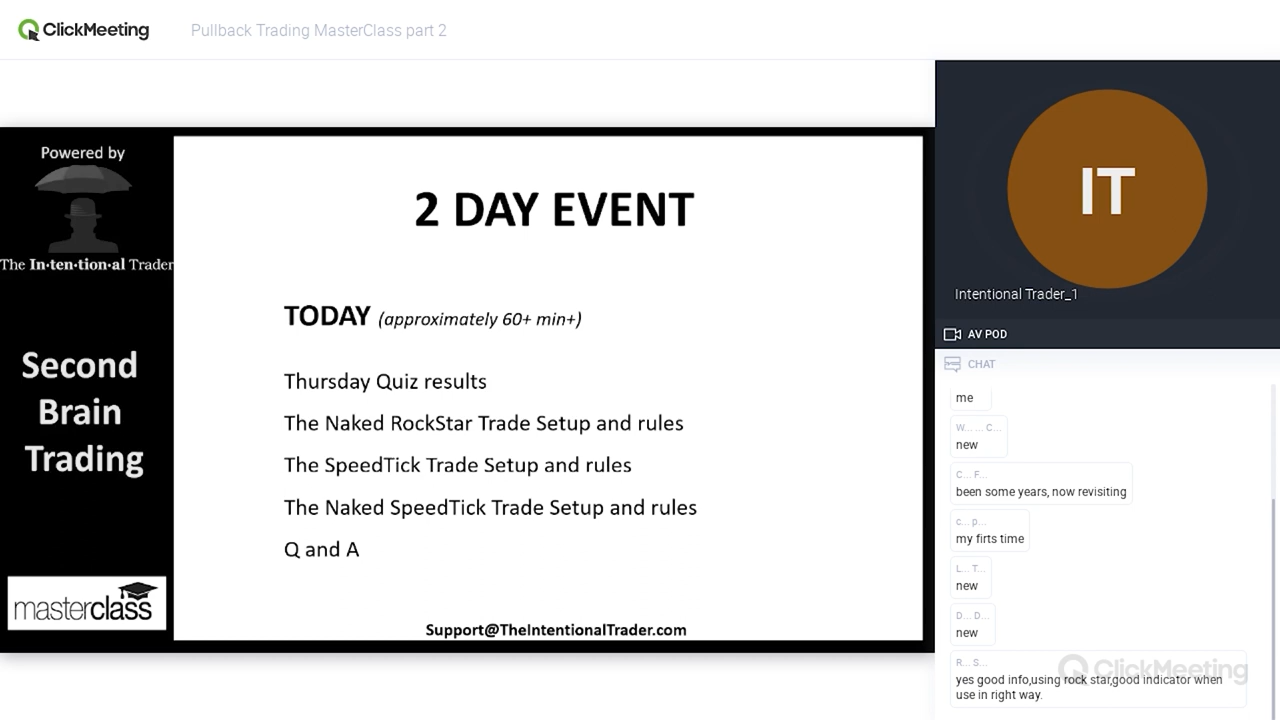 ClickMeeting
Pullback Trading MasterClass part 2
Powered by
The In·ten·tion·al Trader
Second
Brain
Trading
masterclass
2 DAY EVENT
TODAY (approximately 60+ min+)
Thursday Quiz results
The Naked RockStar Trade Setup and rules
The SpeedTick Trade Setup and rules
The Naked SpeedTick Trade Setup and rules
Q and A
Support@TheIntentionalTrader.com
IT
Intentional Trader_1
AV POD
CHAT
me
W... ... C...
new
C... F...
been some years, now revisiting
c... p...
my firts time
L... T...
new
D... D...
new
R... S...
yes good info,using rock star,good indicator when
use in right way.
ClickMeeting